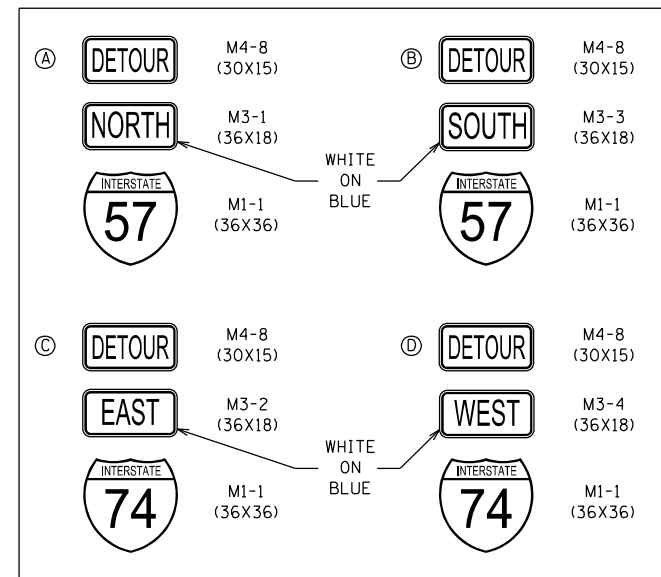 Ⓐ DETOUR M4-8
(30X15)
NORTH M3-1
(36X18)
INTERSTATE
57
M1-1
(36X36)
WHITE
ON
BLUE
Ⓑ DETOUR M4-8
(30X15)
SOUTH M3-3
(36X18)
INTERSTATE
57
M1-1
(36X36)
Ⓒ DETOUR M4-8
(30X15)
EAST M3-2
(36X18)
INTERSTATE
74
M1-1
(36X36)
WHITE
ON
BLUE
Ⓓ DETOUR M4-8
(30X15)
WEST M3-4
(36X18)
INTERSTATE
74
M1-1
(36X36)